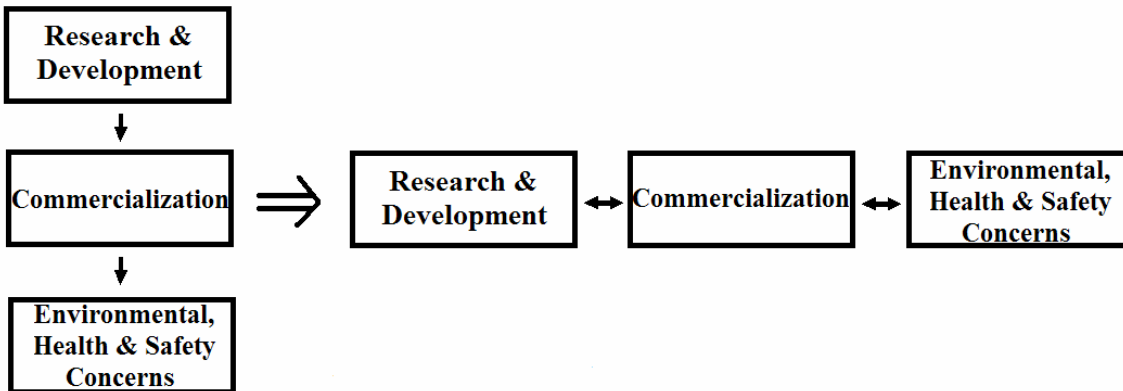 Research &
Development
Commercialization
Environmental,
Health & Safety
Concerns
Research &
Development
Commercialization
Environmental,
Health & Safety
Concerns